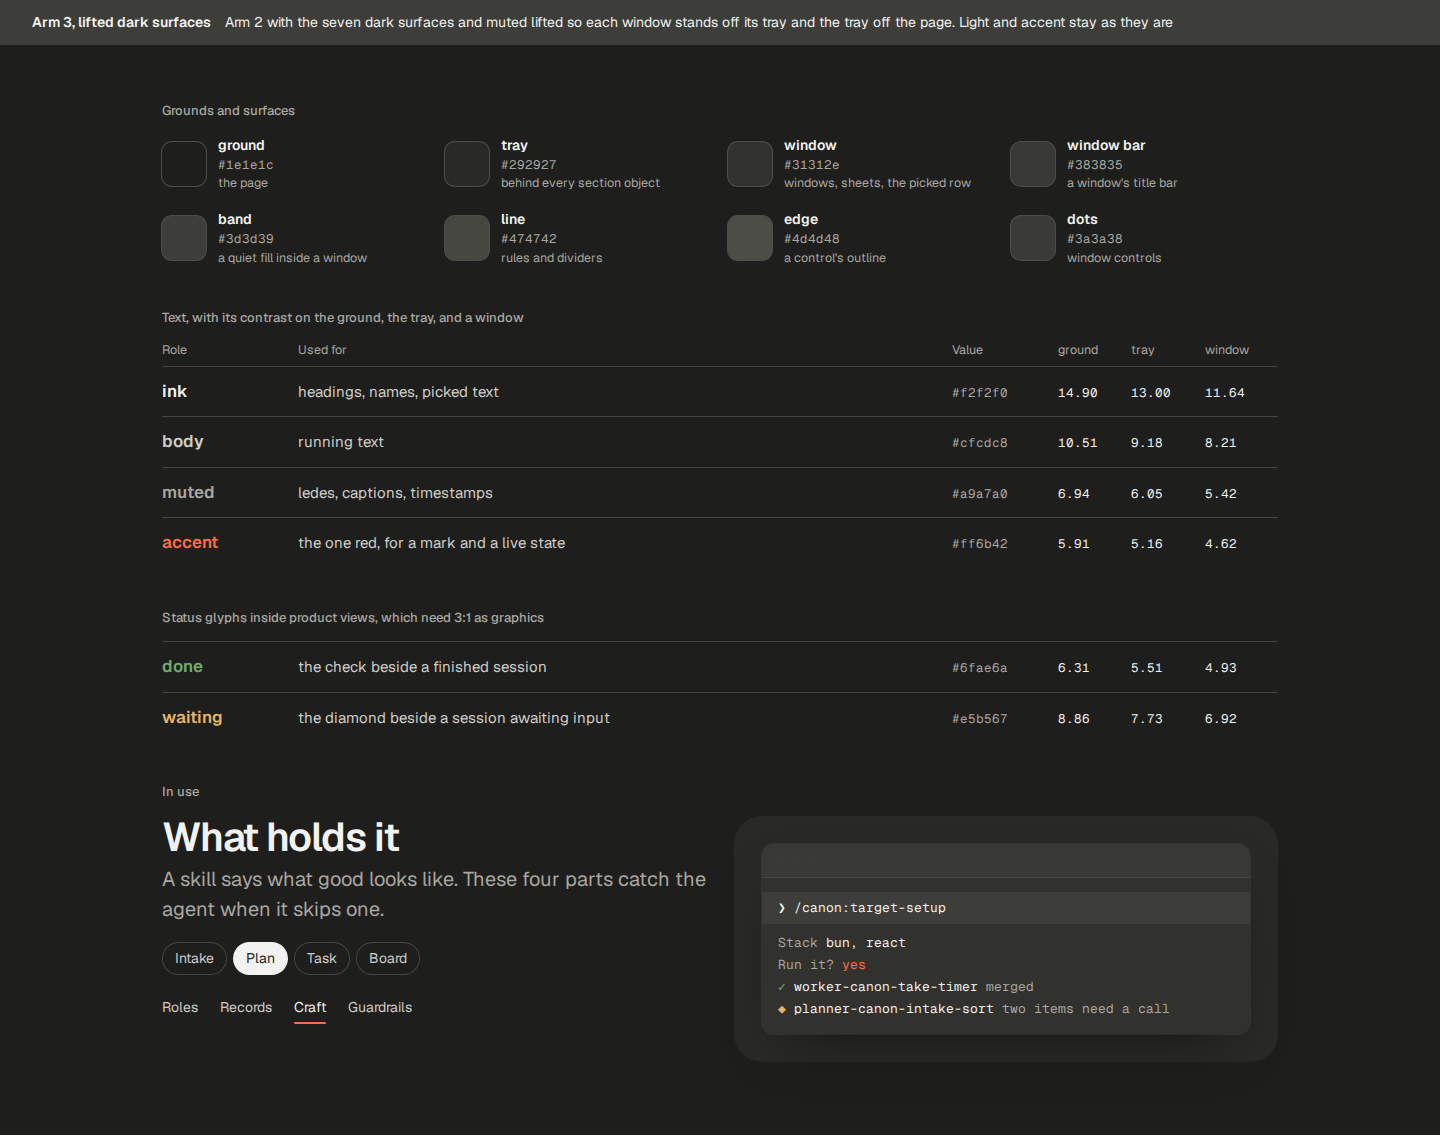 Arm 3, lifted dark surfaces Arm 2 with the seven dark surfaces and muted lifted so each window stands off its tray and the tray off the page. Light and accent stay as they are
Grounds and surfaces
ground
#1e1e1c
the page
tray
#292927
behind every section object
window
#31312e
windows, sheets, the picked row
window bar
#383835
a window's title bar
band
#3d3d39
a quiet fill inside a window
line
#474742
rules and dividers
edge
#4d4d48
a control's outline
dots
#3a3a38
window controls
Text, with its contrast on the ground, the tray, and a window
Role Used for Value ground tray window
ink headings, names, picked text #f2f2f0 14.90 13.00 11.64
body running text #cfcdc8 10.51 9.18 8.21
muted ledes, captions, timestamps #a9a7a0 6.94 6.05 5.42
accent the one red, for a mark and a live state #ff6b42 5.91 5.16 4.62
Status glyphs inside product views, which need 3:1 as graphics
done the check beside a finished session #6fae6a 6.31 5.51 4.93
waiting the diamond beside a session awaiting input #e5b567 8.86 7.73 6.92
In use
What holds it
A skill says what good looks like. These four parts catch the
agent when it skips one.
Intake Plan Task Board
Roles Records Craft Guardrails
❯ /canon:target-setup
Stack bun, react
Run it? yes
✓ worker-canon-take-timer merged
◆ planner-canon-intake-sort two items need a call